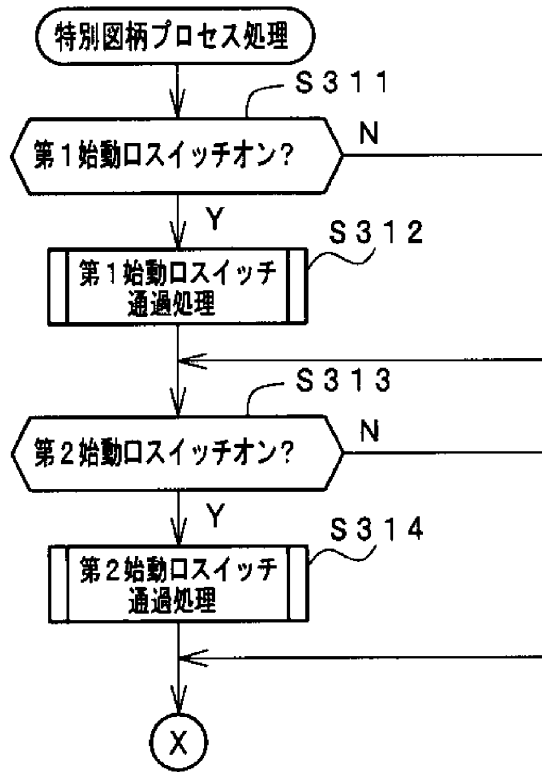 特別図柄プロセス処理
S311
第1始動口スイッチオン?
N
Y
S312
第1始動口スイッチ
通過処理
S313
第2始動口スイッチオン?
N
Y
S314
第2始動口スイッチ
通過処理
X